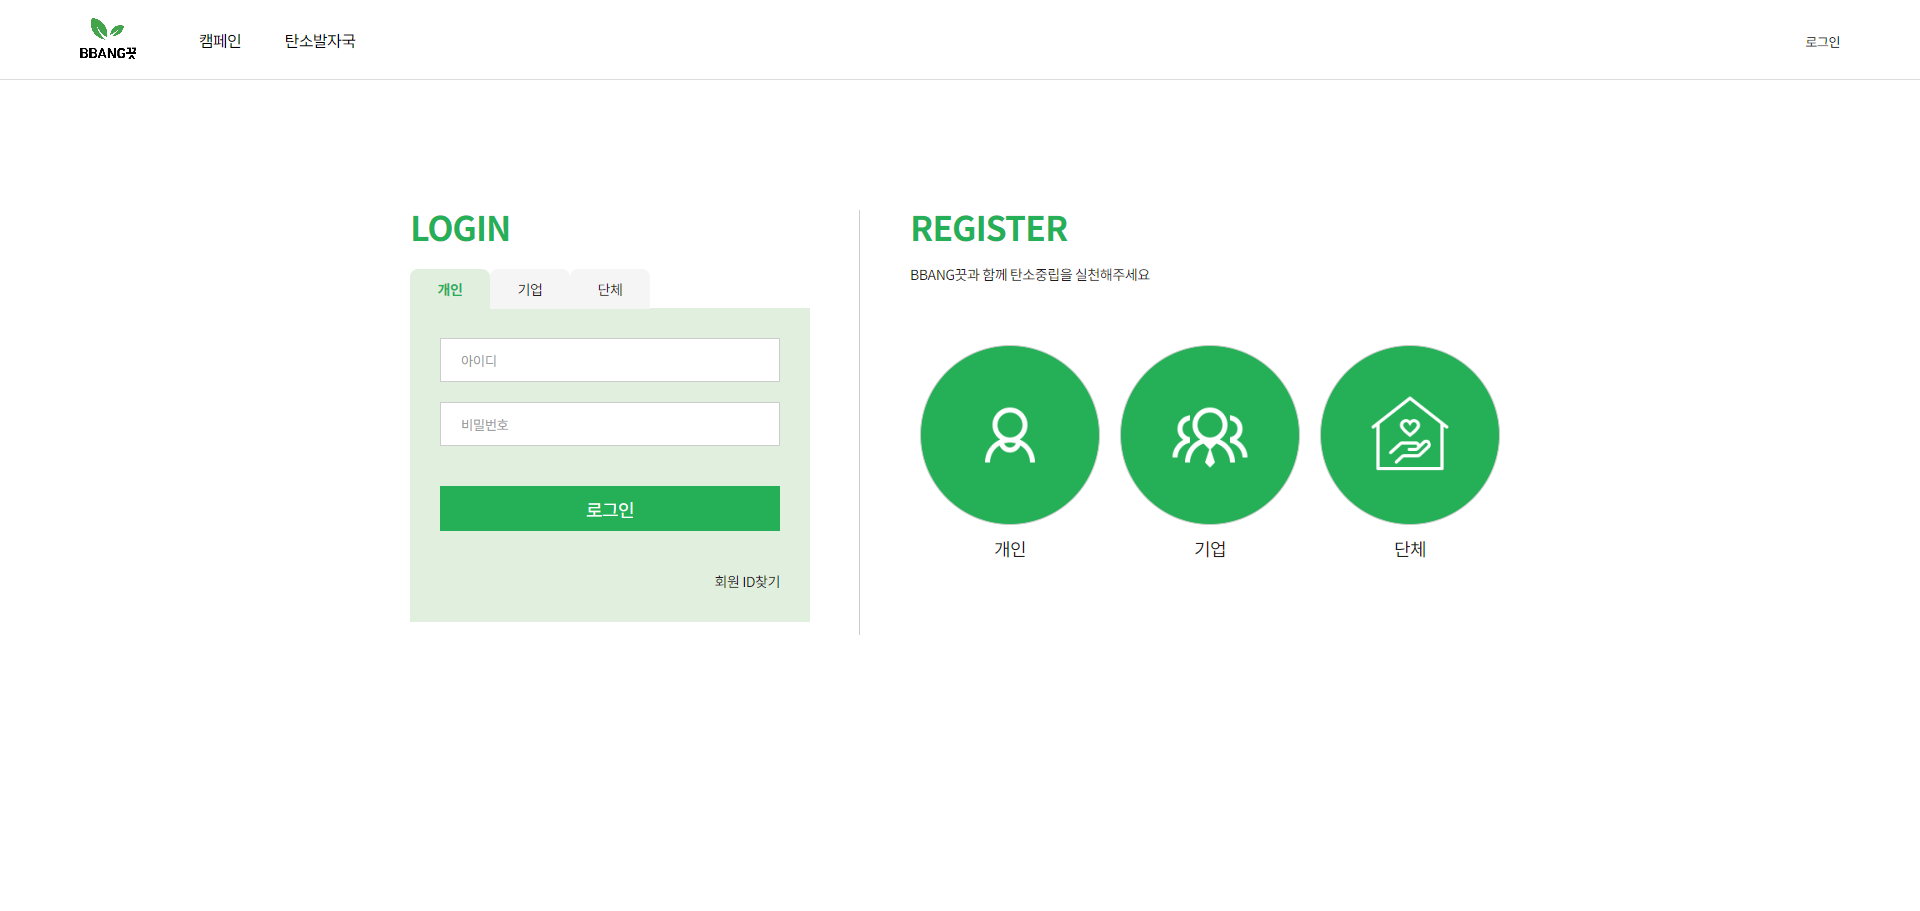 BBANG끗
캠페인
탄소발자국
로그인
LOGIN
개인
기업
단체
아이디
비밀번호
로그인
회원 ID찾기
REGISTER
BBANG끗과 함께 탄소중립을 실천해주세요
개인
기업
단체